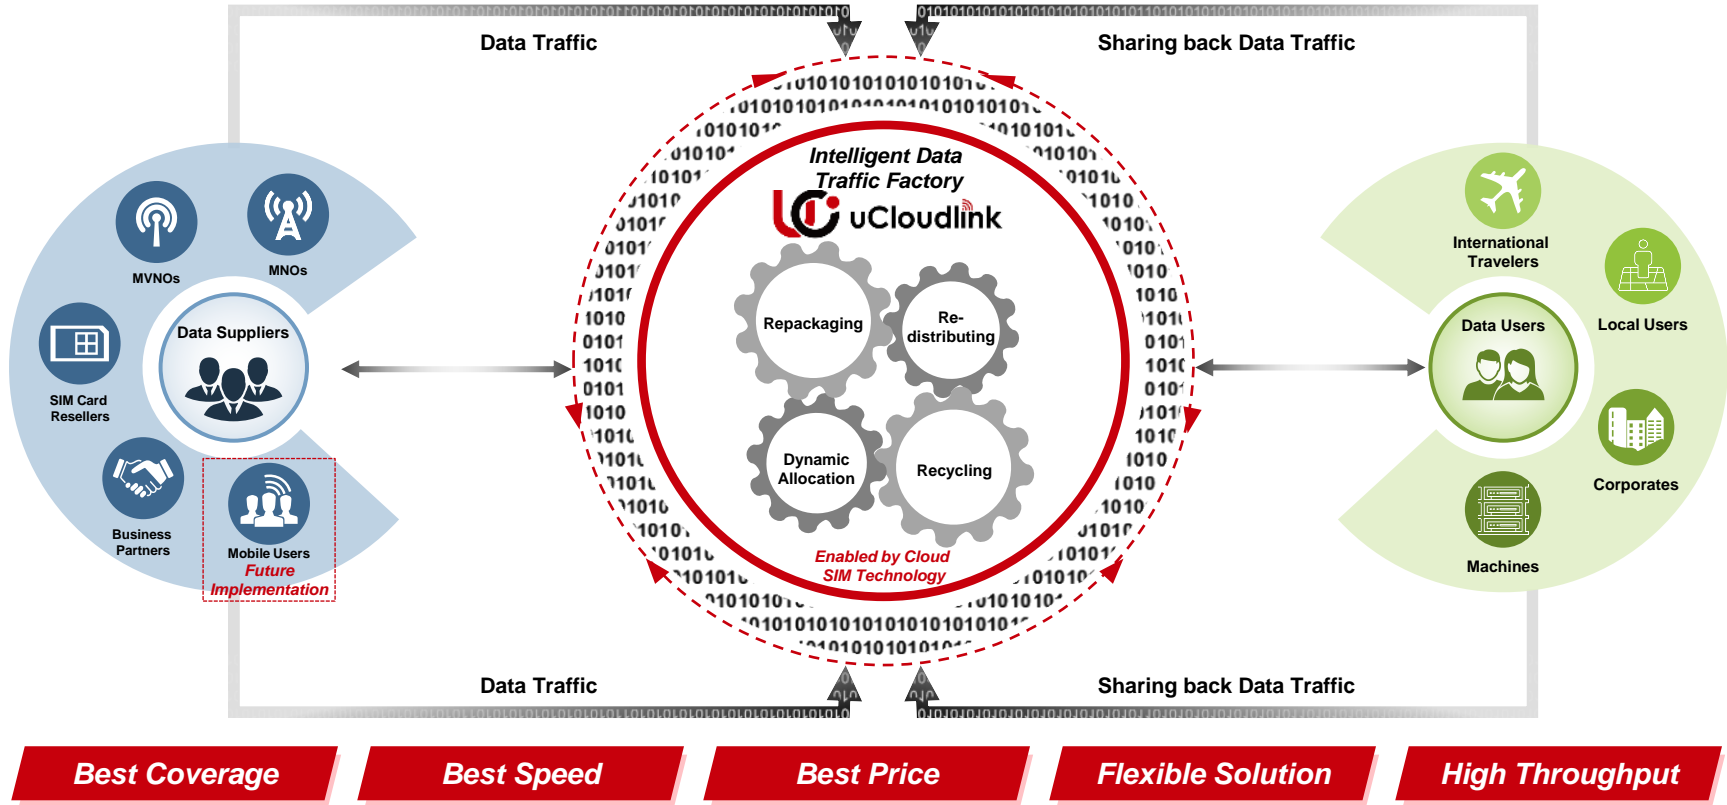 Data Traffic
Sharing back Data Traffic
MVNOs
MNOs
Data Suppliers
SIM Card
Resellers
Business
Partners
Mobile Users
Future
Implementation
Intelligent Data
Traffic Factory
uCloudlink
Repackaging
Re-
distributing
Dynamic
Allocation
Recycling
Enabled by Cloud
SIM Technology
International
Travelers
Local Users
Data Users
Corporates
Machines
Data Traffic
Sharing back Data Traffic
Best Coverage
Best Speed
Best Price
Flexible Solution
High Throughput